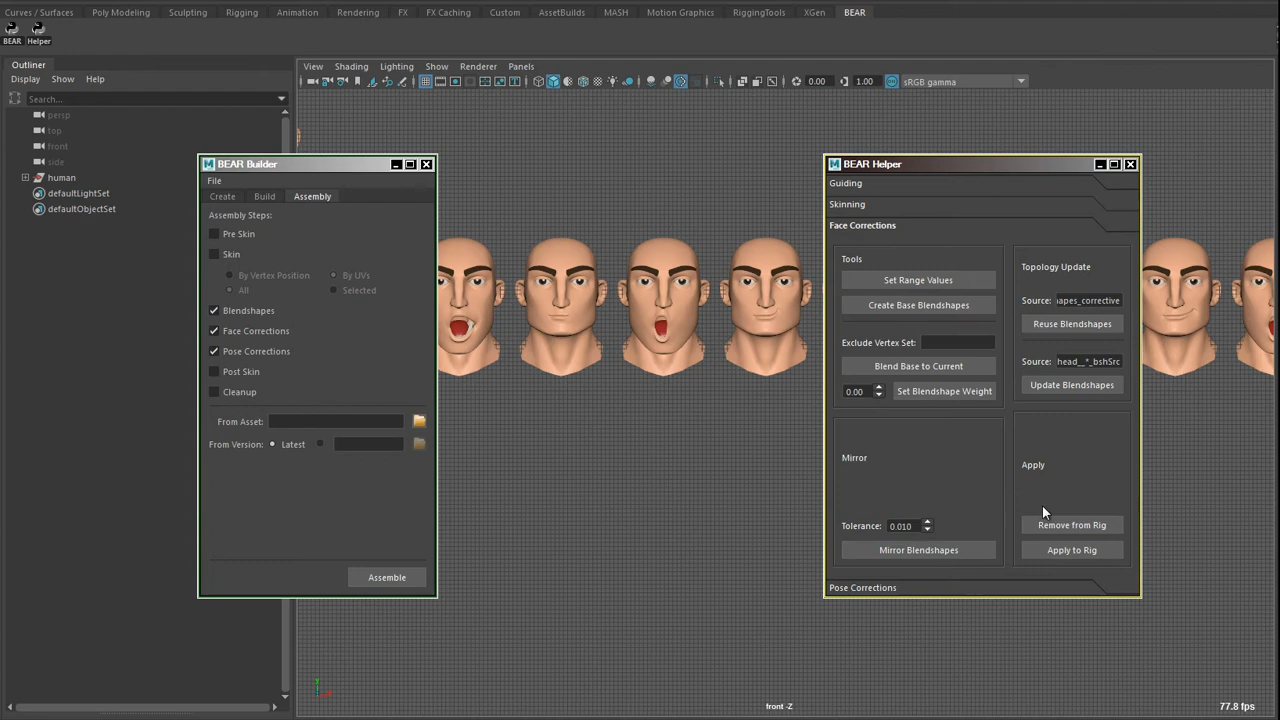 Curves / Surfaces Poly Modeling Sculpting Rigging Animation Rendering FX FX Caching Custom AssetBuilds MASH Motion Graphics RiggingTools XGen BEAR
BEAR Helper
Outliner
Display Show Help
Search...
persp
top
front
side
human
defaultLightSet
defaultObjectSet
View Shading Lighting Show Renderer Panels
0.00 1.00 sRGB gamma
BEAR Builder
File
Create Build Assembly
Assembly Steps:
Pre Skin
Skin
By Vertex Position By UVs
All Selected
Blendshapes
Face Corrections
Pose Corrections
Post Skin
Cleanup
From Asset:
From Version: Latest
Assemble
BEAR Helper
Guiding
Skinning
Face Corrections
Tools
Set Range Values
Create Base Blendshapes
Exclude Vertex Set:
Blend Base to Current
0.00 Set Blendshape Weight
Topology Update
Source: apes_corrective
Reuse Blendshapes
Source: head__*_bshSrc
Update Blendshapes
Mirror
Tolerance: 0.010
Mirror Blendshapes
Apply
Remove from Rig
Apply to Rig
Pose Corrections
Y
front -Z
77.8 fps